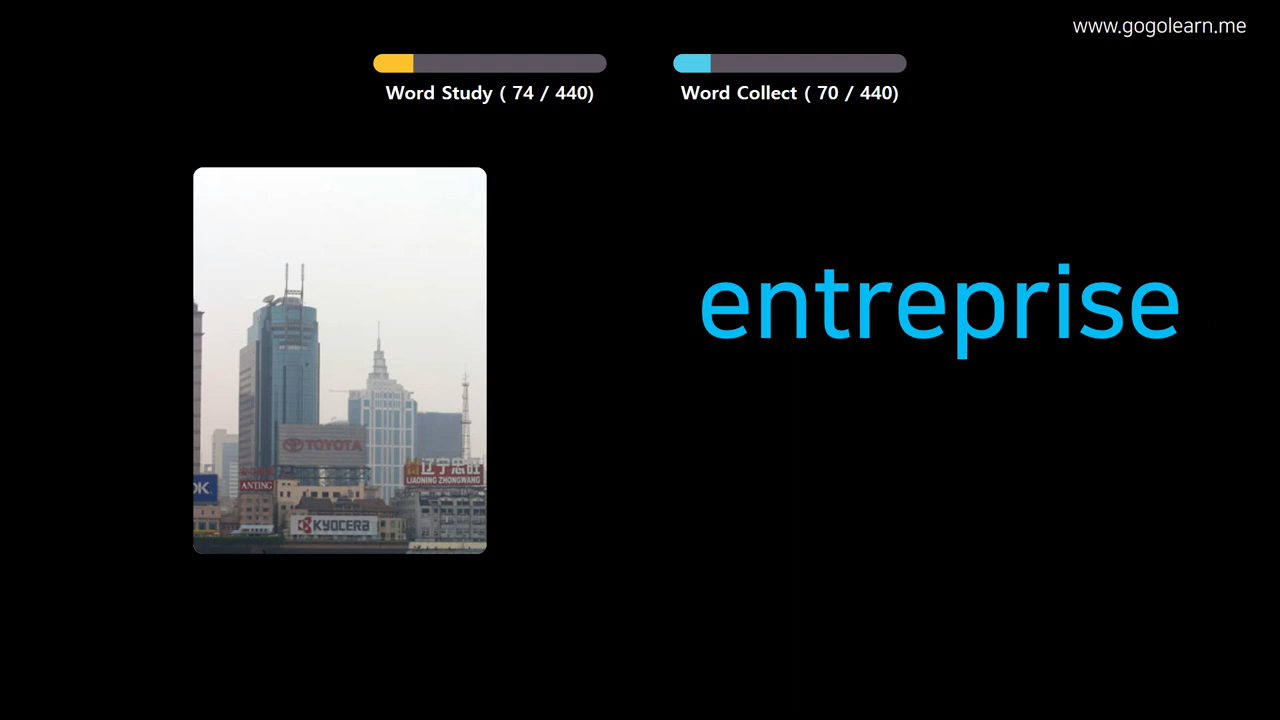 www.gogolearn.me
Word Study ( 74 / 440)
Word Collect ( 70 / 440)
entreprise
TOYOTA
辽宁忠旺
LIAONING ZHONGWANG
OK.
ANTING
KYOCERA